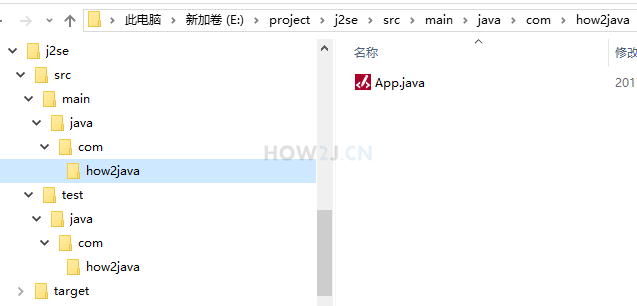 此电脑 › 新加卷 (E:) › project › j2se › src › main › java › com › how2java
j2se
src
main
java
com
how2java
test
java
com
how2java
target
名称
修改
App.java
201
HOW2J.CN